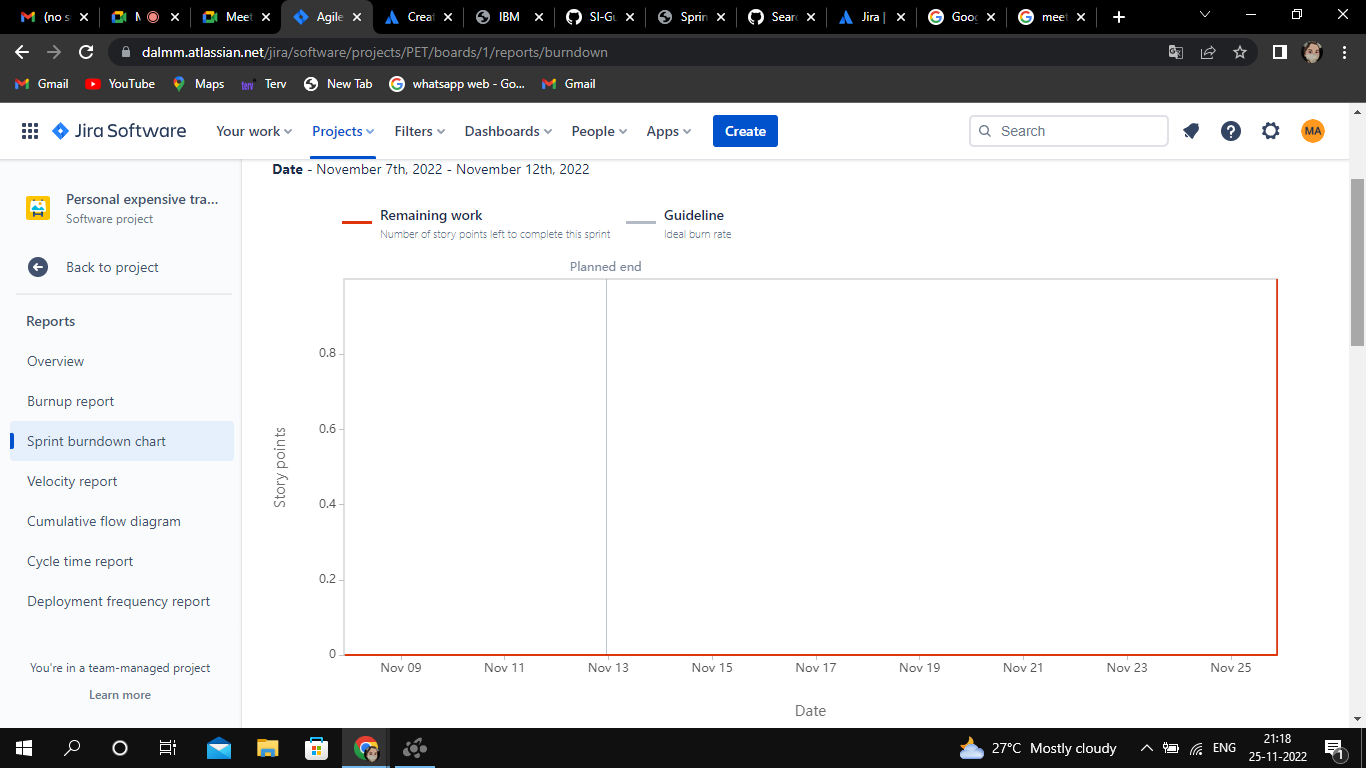 (no s
M
Meet
Agile
Creat
IBM
SI-Gu
Sprin
Searc
Jira |
Goog
meet
dalmm.atlassian.net/jira/software/projects/PET/boards/1/reports/burndown
Gmail YouTube Maps Terv New Tab whatsapp web - Go... Gmail
Jira Software Your work Projects Filters Dashboards People Apps Create Search MA
Date - November 7th, 2022 - November 12th, 2022
Personal expensive tra...
Software project
Back to project
Reports
Overview
Burnup report
Sprint burndown chart
Velocity report
Cumulative flow diagram
Cycle time report
Deployment frequency report
You're in a team-managed project
Learn more
Remaining work
Number of story points left to complete this sprint
Guideline
Ideal burn rate
Planned end
Story points
0.8
0.6
0.4
0.2
0
Nov 09 Nov 11 Nov 13 Nov 15 Nov 17 Nov 19 Nov 21 Nov 23 Nov 25
Date
27°C Mostly cloudy
ENG
21:18
25-11-2022
1